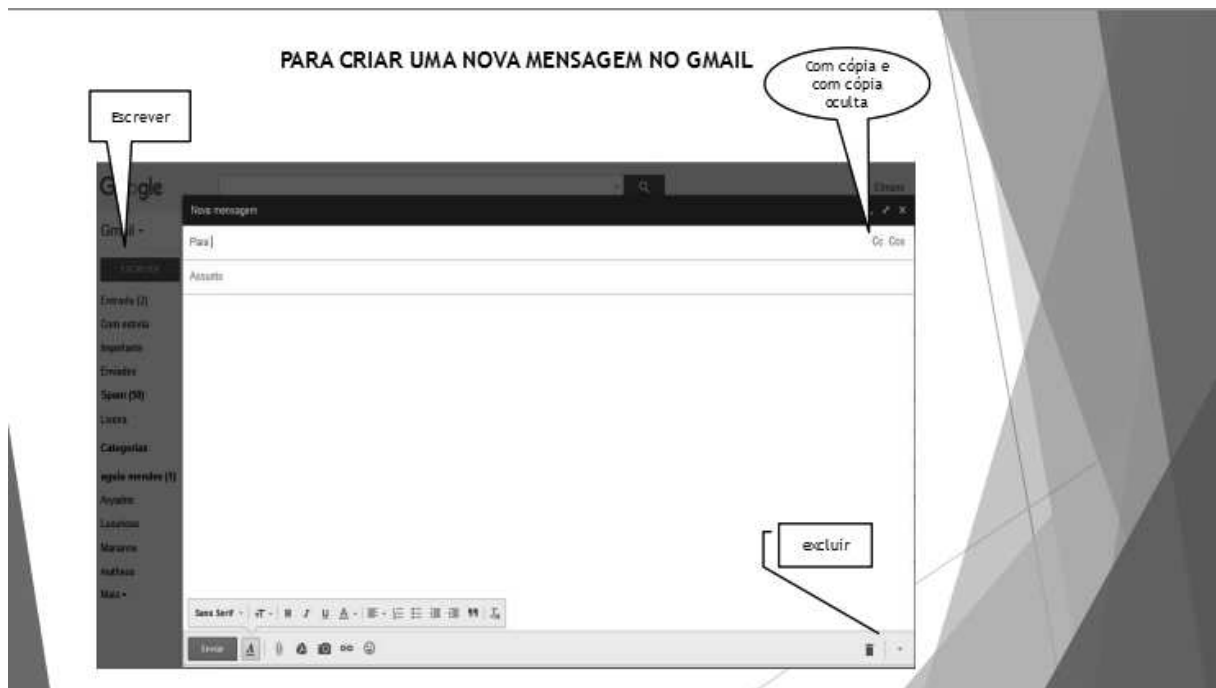 PARA CRIAR UMA NOVA MENSAGEM NO GMAIL
Com cópia e
com cópia
oculta
Escrever
Google
Nova mensagem
Gmail
Para
Cc Cco
Assunto
Entrada (2)
Com estrela
Importante
Enviados
Spam (50)
Lixeira
Categorias
Mais
excluir
Sans Serif
Enviar